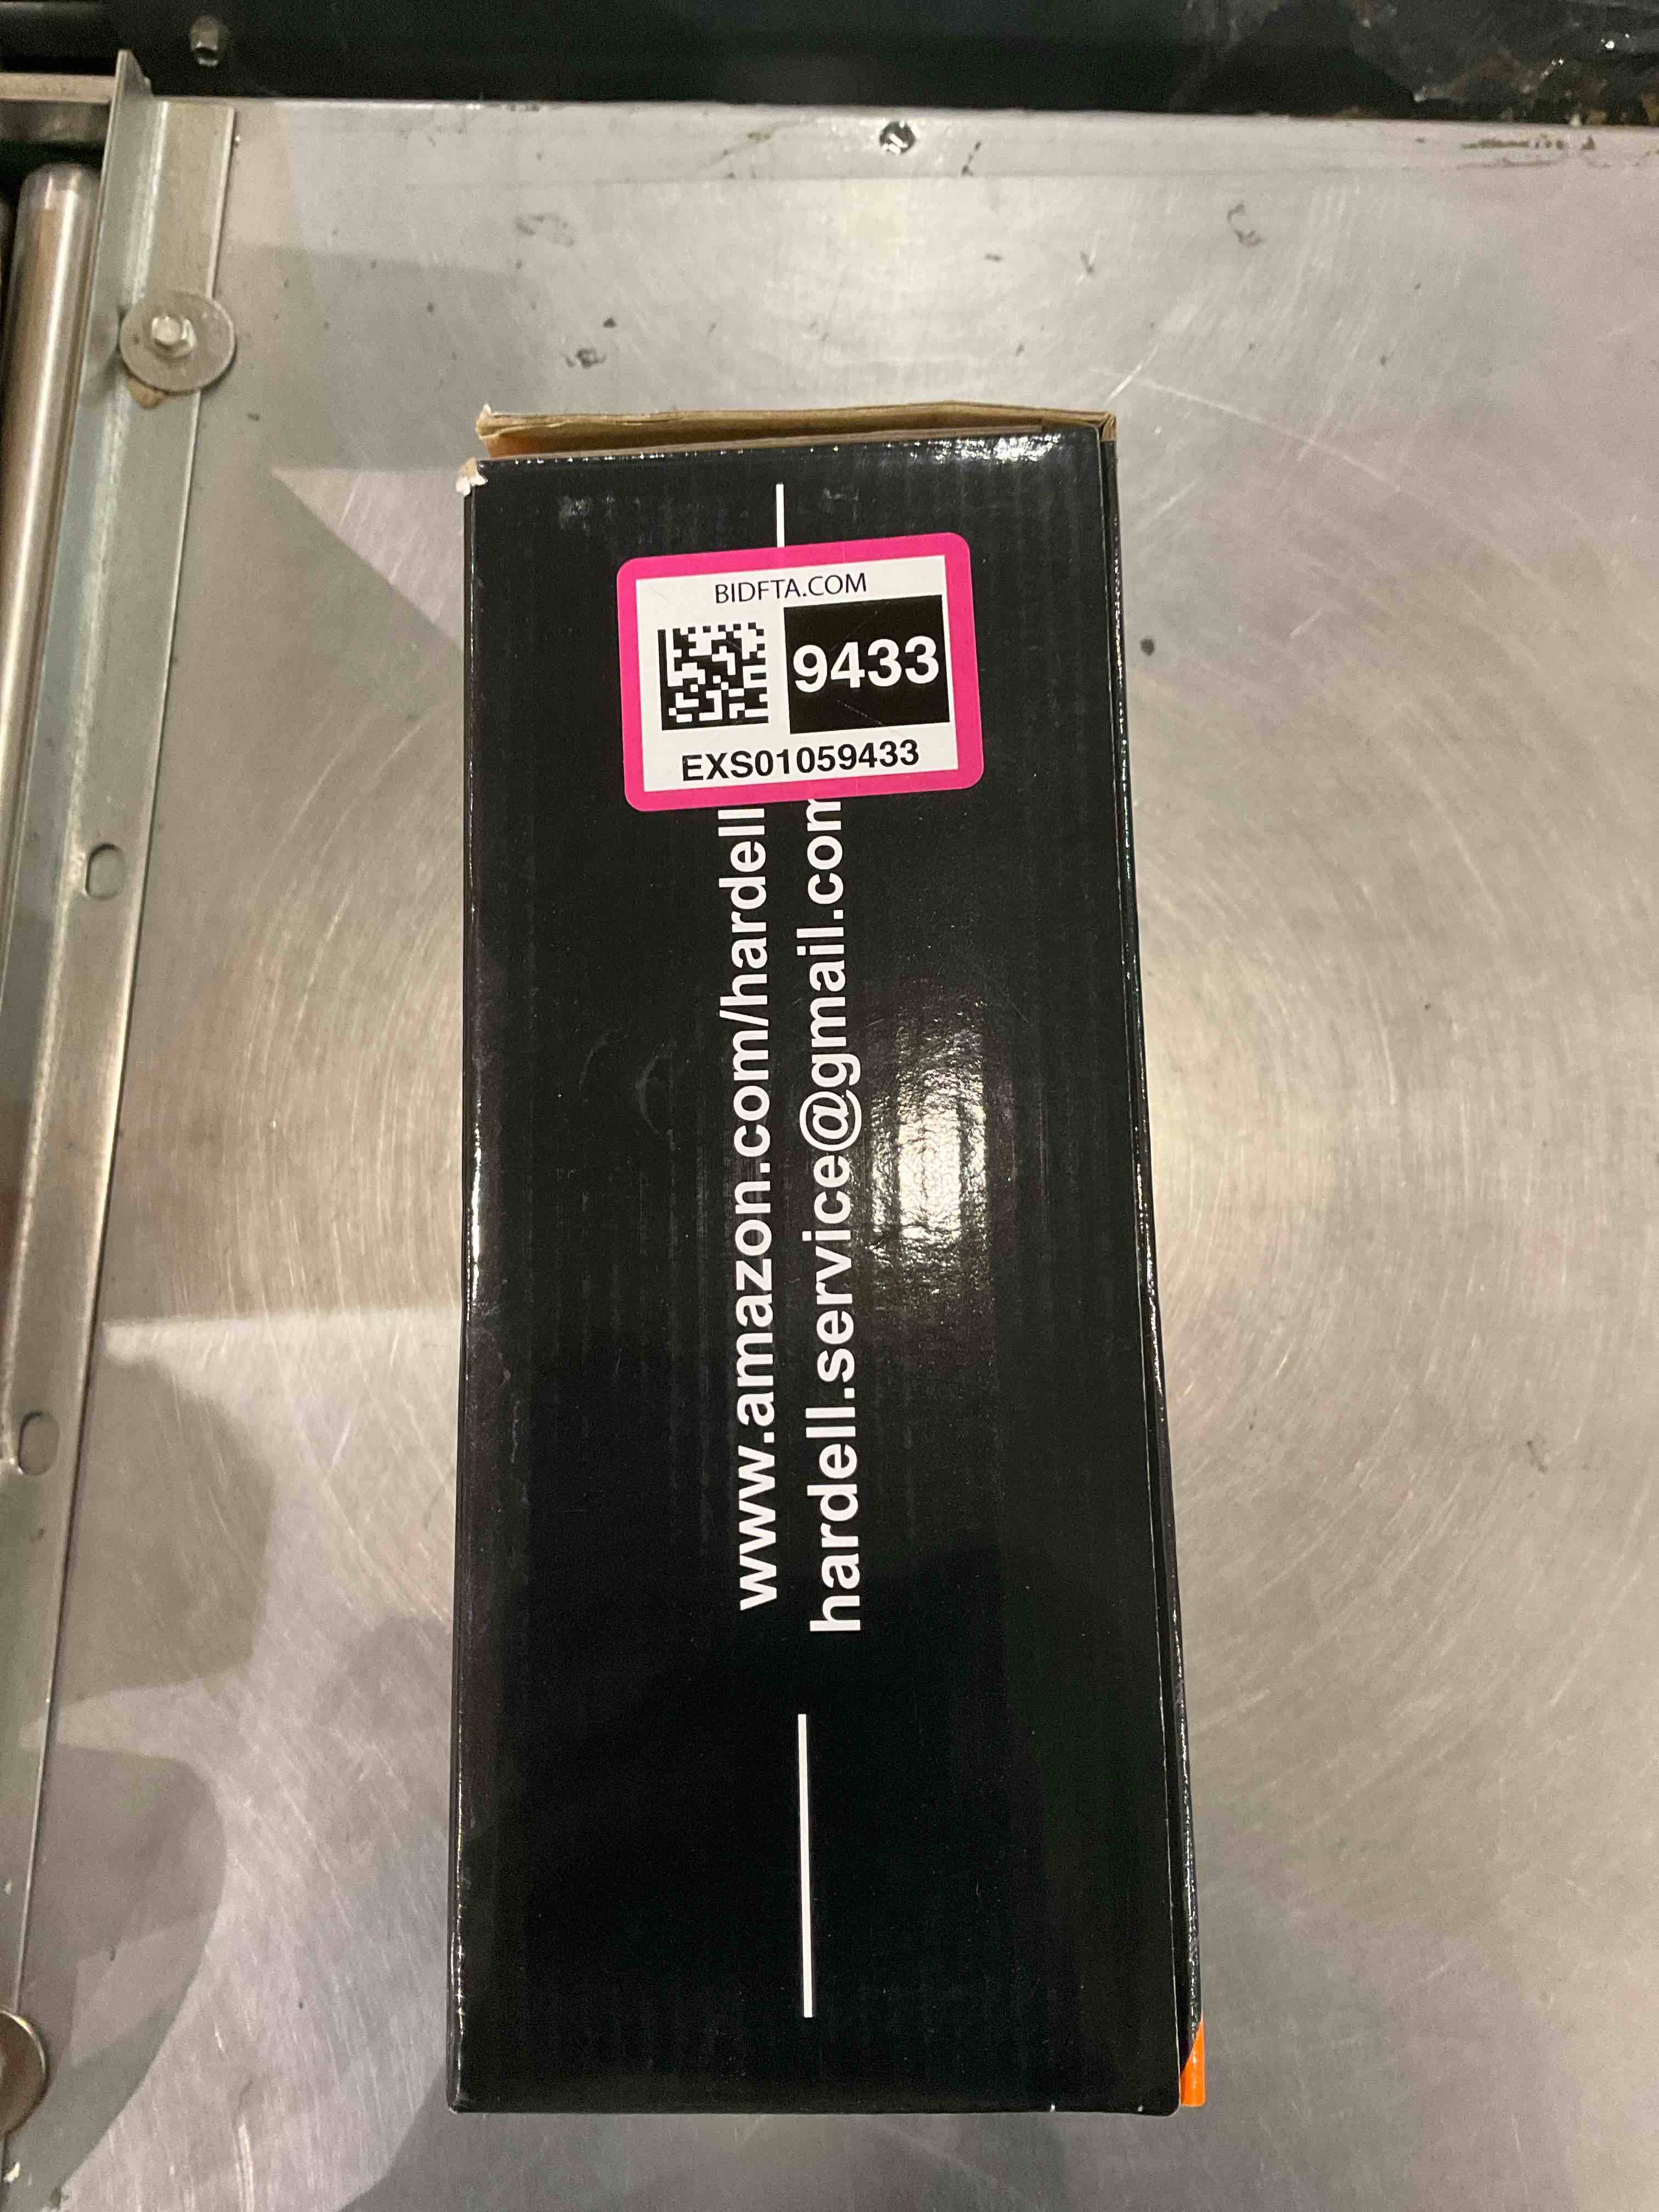 BIDFTA.COM
9433
EXS01059433
www.amazon.com/hardell
hardell.service@gmail.com